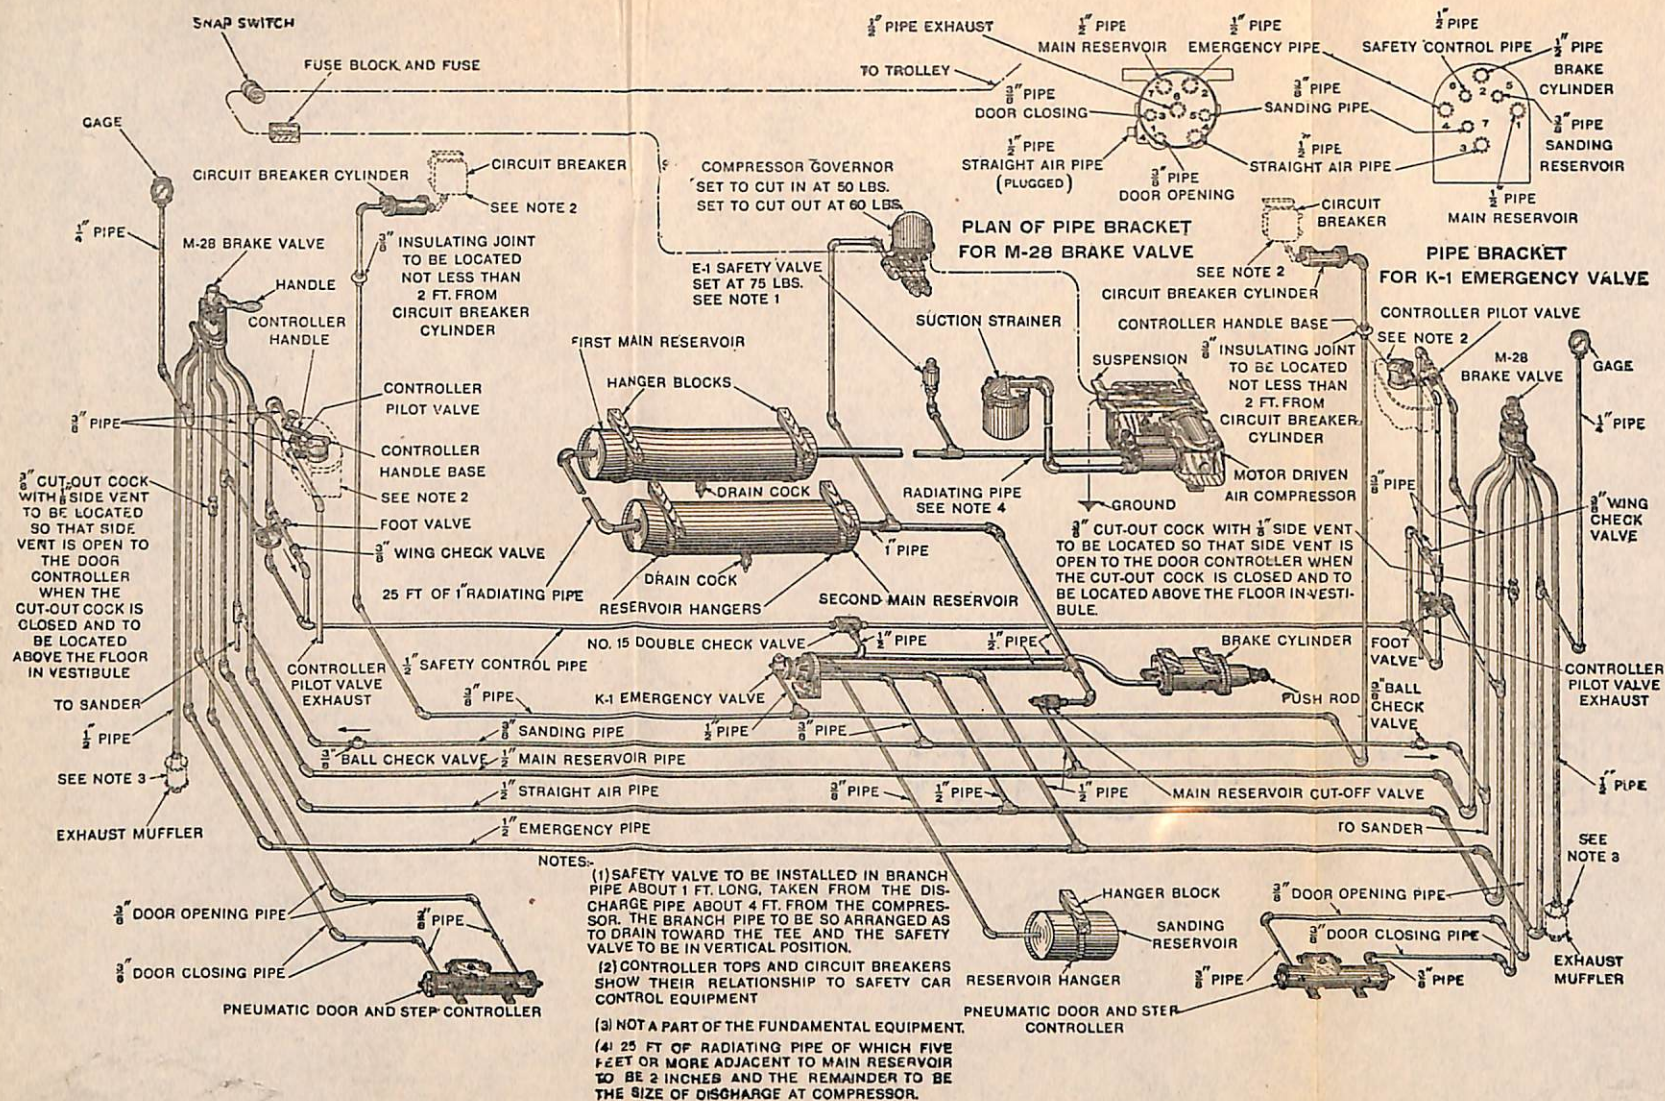 SNAP SWITCH
FUSE BLOCK AND FUSE
GAGE
CIRCUIT BREAKER CYLINDER
CIRCUIT BREAKER
SEE NOTE 2
1/4" PIPE
M-28 BRAKE VALVE
HANDLE
CONTROLLER
HANDLE
3/8" INSULATING JOINT
TO BE LOCATED
NOT LESS THAN
2 FT. FROM
CIRCUIT BREAKER
CYLINDER
CONTROLLER
PILOT VALVE
3/8" PIPE
CONTROLLER
HANDLE BASE
SEE NOTE 2
FOOT VALVE
3/8" WING CHECK VALVE
3/8" CUT-OUT COCK
WITH 1/8" SIDE VENT
TO BE LOCATED
SO THAT SIDE
VENT IS OPEN TO
THE DOOR
CONTROLLER
WHEN THE
CUT-OUT COCK IS
CLOSED AND TO
BE LOCATED
ABOVE THE FLOOR
IN VESTIBULE
TO SANDER
1/2" PIPE
SEE NOTE 3
EXHAUST MUFFLER
CONTROLLER
PILOT VALVE
EXHAUST
1/2" SAFETY CONTROL PIPE
3/8" PIPE
3/8" SANDING PIPE
3/8" BALL CHECK VALVE
1/2" MAIN RESERVOIR PIPE
1/2" STRAIGHT AIR PIPE
1/2" EMERGENCY PIPE
3/8" DOOR OPENING PIPE
3/8" PIPE
3/8" DOOR CLOSING PIPE
PNEUMATIC DOOR AND STEP CONTROLLER
COMPRESSOR GOVERNOR
SET TO CUT IN AT 50 LBS.
SET TO CUT OUT AT 60 LBS.
E-1 SAFETY VALVE
SET AT 75 LBS.
SEE NOTE 1
FIRST MAIN RESERVOIR
HANGER BLOCKS
DRAIN COCK
SUCTION STRAINER
SUSPENSION
RADIATING PIPE
SEE NOTE 4
GROUND
MOTOR DRIVEN
AIR COMPRESSOR
25 FT OF 1" RADIATING PIPE
DRAIN COCK
RESERVOIR HANGERS
1" PIPE
SECOND MAIN RESERVOIR
NO. 15 DOUBLE CHECK VALVE
1/2" PIPE
1/2" PIPE
K-1 EMERGENCY VALVE
1/2" PIPE
3/8" PIPE
BRAKE CYLINDER
PUSH ROD
3/8" PIPE
1/2" PIPE
1/2" PIPE
MAIN RESERVOIR CUT-OFF VALVE
HANGER BLOCK
SANDING
RESERVOIR
RESERVOIR HANGER
1/2" PIPE EXHAUST
TO TROLLEY
1/2" PIPE
MAIN RESERVOIR
1/2" PIPE
EMERGENCY PIPE
3/8" PIPE
DOOR CLOSING
1/2" PIPE
STRAIGHT AIR PIPE
(PLUGGED)
3/8" PIPE
DOOR OPENING
3/8" PIPE
SANDING PIPE
1/2" PIPE
STRAIGHT AIR PIPE
7
6
2
3
5
1
4
4
PLAN OF PIPE BRACKET
FOR M-28 BRAKE VALVE
1/2" PIPE
SAFETY CONTROL PIPE
1/2" PIPE
BRAKE
CYLINDER
3/8" PIPE
SANDING
RESERVOIR
1/2" PIPE
MAIN RESERVOIR
6
2
5
4
7
1
3
PIPE BRACKET
FOR K-1 EMERGENCY VALVE
CIRCUIT
BREAKER
SEE NOTE 2
CIRCUIT BREAKER CYLINDER
CONTROLLER HANDLE BASE
3/8" INSULATING JOINT
TO BE LOCATED
NOT LESS THAN
2 FT. FROM
CIRCUIT BREAKER
CYLINDER
CONTROLLER PILOT VALVE
SEE NOTE 2
M-28
BRAKE VALVE
GAGE
1/4" PIPE
3/8" PIPE
3/8" WING
CHECK
VALVE
3/8" CUT-OUT COCK WITH 1/8" SIDE VENT
TO BE LOCATED SO THAT SIDE VENT IS
OPEN TO THE DOOR CONTROLLER WHEN
THE CUT-OUT COCK IS CLOSED AND TO
BE LOCATED ABOVE THE FLOOR IN VESTI-
BULE.
FOOT
VALVE
CONTROLLER
PILOT VALVE
EXHAUST
3/8" BALL
CHECK
VALVE
1/2" PIPE
TO SANDER
SEE
NOTE 3
EXHAUST
MUFFLER
3/8" DOOR OPENING PIPE
3/8" DOOR CLOSING PIPE
3/8" PIPE
3/8" PIPE
PNEUMATIC DOOR AND STEP
CONTROLLER
NOTES:-
(1) SAFETY VALVE TO BE INSTALLED IN BRANCH
PIPE ABOUT 1 FT. LONG, TAKEN FROM THE DIS-
CHARGE PIPE ABOUT 4 FT. FROM THE COMPRES-
SOR. THE BRANCH PIPE TO BE SO ARRANGED AS
TO DRAIN TOWARD THE TEE AND THE SAFETY
VALVE TO BE IN VERTICAL POSITION.
(2) CONTROLLER TOPS AND CIRCUIT BREAKERS
SHOW THEIR RELATIONSHIP TO SAFETY CAR
CONTROL EQUIPMENT
(3) NOT A PART OF THE FUNDAMENTAL EQUIPMENT.
(4) 25 FT OF RADIATING PIPE OF WHICH FIVE
FEET OR MORE ADJACENT TO MAIN RESERVOIR
TO BE 2 INCHES AND THE REMAINDER TO BE
THE SIZE OF DISCHARGE AT COMPRESSOR.